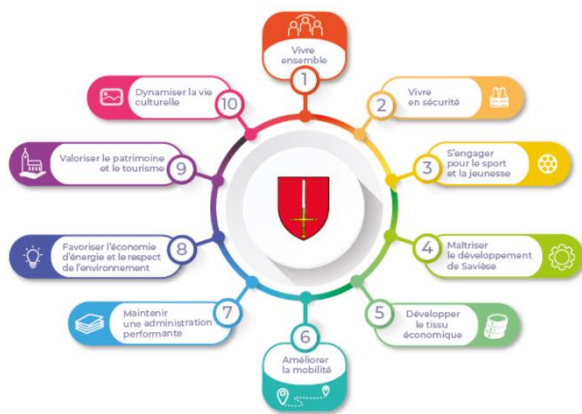 Vivre
ensemble
1
2
Vivre
en sécurité
3
S'engager
pour le sport
et la jeunesse
4
Maîtriser
le développement
de Savièse
5
Développer
le tissu
économique
6
Améliorer
la mobilité
7
Maintenir
une administration
performante
8
Favoriser l'économie
d'énergie et le respect
de l'environnement
9
Valoriser le patrimoine
et le tourisme
10
Dynamiser la vie
culturelle